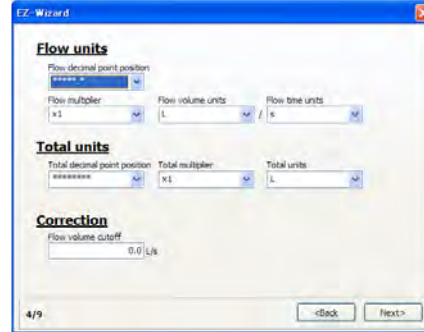 EZ-Wizard
Flow units
Flow decimal point position
***** *
Flow multiplier Flow volume units Flow time units
x1 L / s
Total units
Total decimal point position Total multiplier Total units
******** x1 L
Correction
Flow volume cutoff
0.0 L/s
4/9 <Back Next>